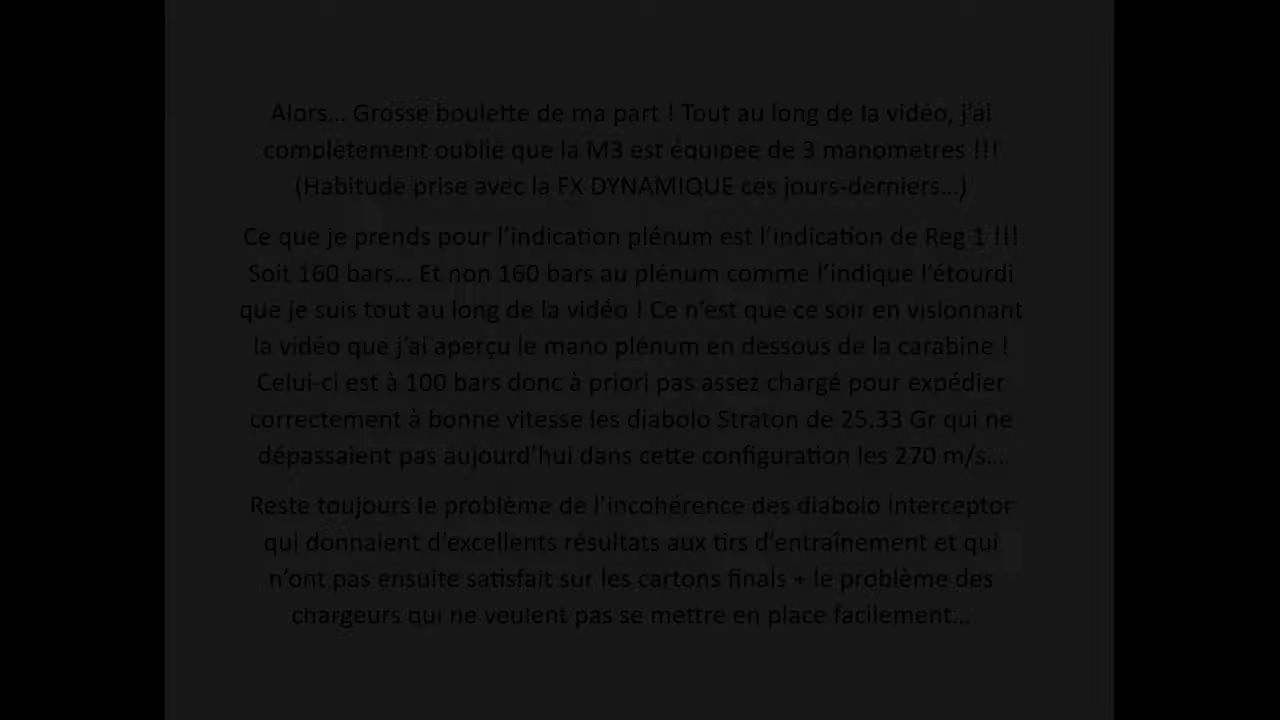 Alors... Grosse boulette de ma part ! Tout au long de la vidéo, j'ai
complètement oublié que la M3 est équipée de 3 manometres !!!
(Habitude prise avec la FX DYNAMIQUE ces jours-derniers...)
Ce que je prends pour l'indication plénum est l'indication de Reg 1 !!!
Soit 160 bars... Et non 160 bars au plénum comme l'indique l'étourdi
que je suis tout au long de la vidéo ! Ce n'est que ce soir en visionnant
la vidéo que j'ai aperçu le mano plénum en dessous de la carabine !
Celui-ci est à 100 bars donc à priori pas assez chargé pour expédier
correctement à bonne vitesse les diabolo Straton de 25.33 Gr qui ne
dépassaient pas aujourd'hui dans cette configuration les 270 m/s...
Reste toujours le problème de l'incohérence des diabolo Interceptor
qui donnaient d'excellents résultats aux tirs d'entraînement et qui
n'ont pas ensuite satisfait sur les cartons finals + le problème des
chargeurs qui ne veulent pas se mettre en place facilement...